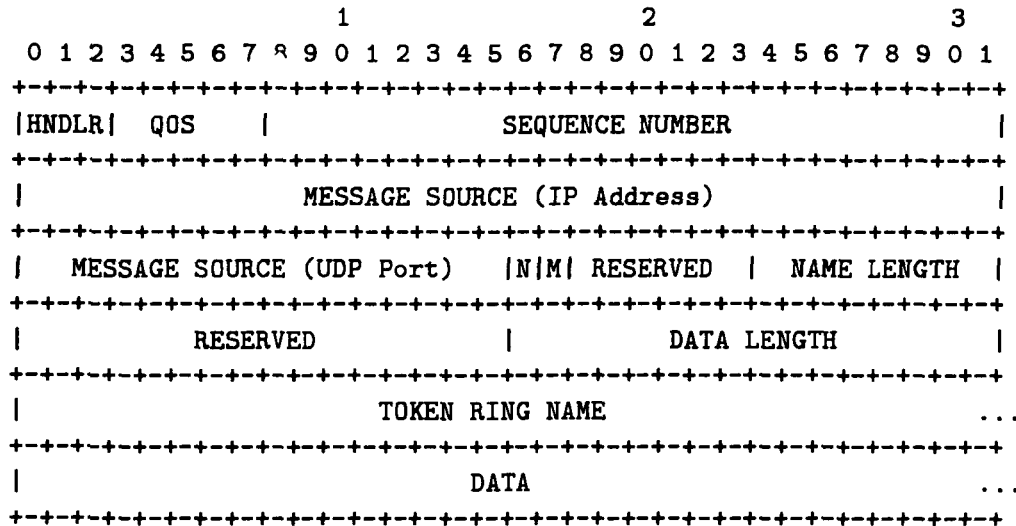 1 2 3
0 1 2 3 4 5 6 7 8 9 0 1 2 3 4 5 6 7 8 9 0 1 2 3 4 5 6 7 8 9 0 1
+-+-+-+-+-+-+-+-+-+-+-+-+-+-+-+-+-+-+-+-+-+-+-+-+-+-+-+-+-+-+-+-+
|HNDLR| QOS | SEQUENCE NUMBER |
+-+-+-+-+-+-+-+-+-+-+-+-+-+-+-+-+-+-+-+-+-+-+-+-+-+-+-+-+-+-+-+-+
| MESSAGE SOURCE (IP Address) |
+-+-+-+-+-+-+-+-+-+-+-+-+-+-+-+-+-+-+-+-+-+-+-+-+-+-+-+-+-+-+-+-+
| MESSAGE SOURCE (UDP Port) |N|M| RESERVED | NAME LENGTH |
+-+-+-+-+-+-+-+-+-+-+-+-+-+-+-+-+-+-+-+-+-+-+-+-+-+-+-+-+-+-+-+-+
| RESERVED | DATA LENGTH |
+-+-+-+-+-+-+-+-+-+-+-+-+-+-+-+-+-+-+-+-+-+-+-+-+-+-+-+-+-+-+-+-+
| TOKEN RING NAME ...
+-+-+-+-+-+-+-+-+-+-+-+-+-+-+-+-+-+-+-+-+-+-+-+-+-+-+-+-+-+-+-+-+
| DATA ...
+-+-+-+-+-+-+-+-+-+-+-+-+-+-+-+-+-+-+-+-+-+-+-+-+-+-+-+-+-+-+-+-+